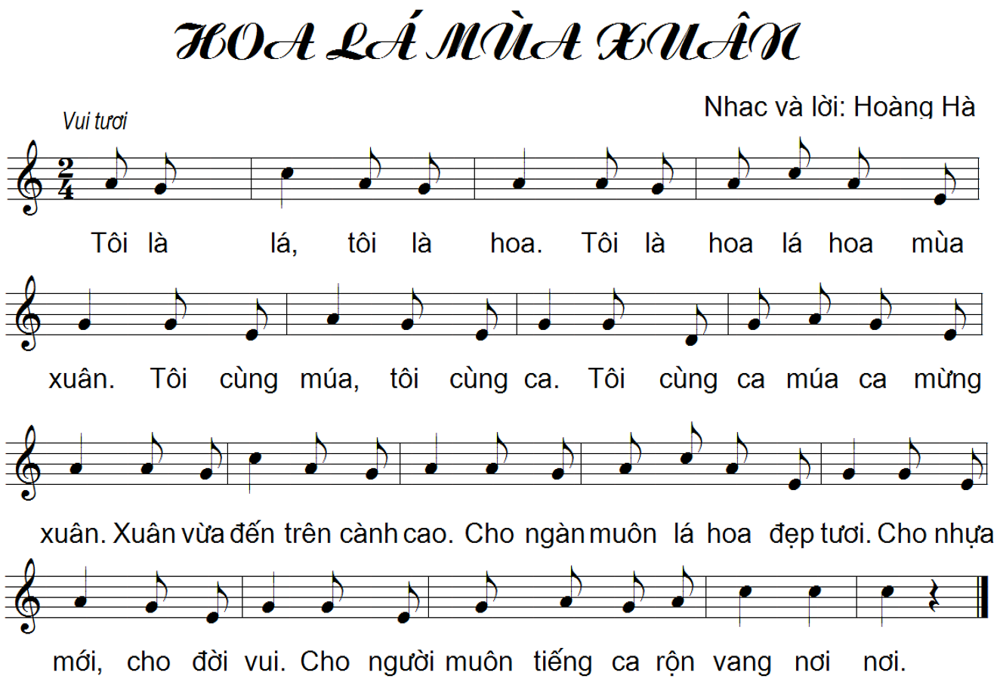 HOA LÁ MÙA XUÂN
Nhac và lời: Hoàng Hà
Vui tươi
2
4
Tôi là lá, tôi là hoa. Tôi là hoa lá hoa mùa
xuân. Tôi cùng múa, tôi cùng ca. Tôi cùng ca múa ca mừng
xuân. Xuân vừa đến trên cành cao. Cho ngàn muôn lá hoa đẹp tươi. Cho nhựa
mới, cho đời vui. Cho người muôn tiếng ca rộn vang nơi nơi.